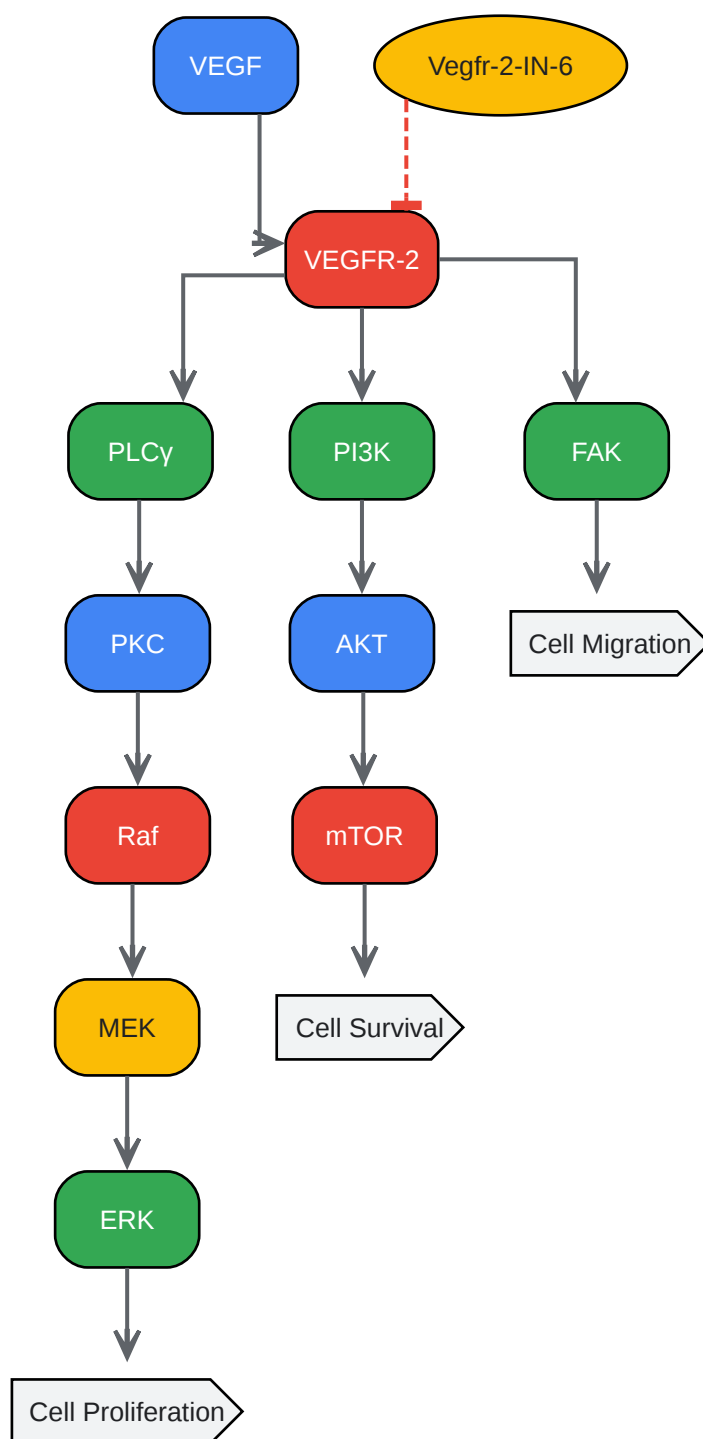 VEGF
Vegfr-2-IN-6
VEGFR-2
PLCγ
PI3K
FAK
PKC
AKT
Cell Migration
Raf
mTOR
MEK
Cell Survival
ERK
Cell Proliferation